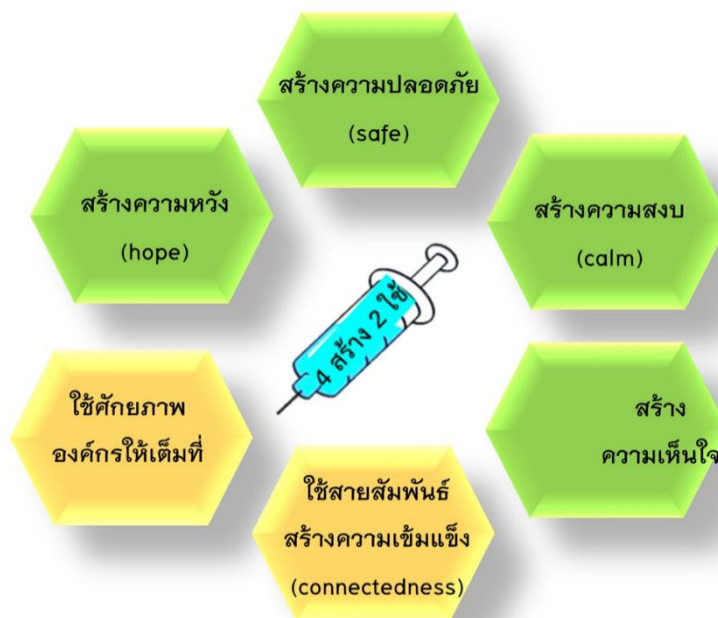 สร้างความปลอดภัย
(safe)
สร้างความหวัง
(hope)
สร้างความสงบ
(calm)
4 สร้าง 2 ใช้
ใช้ศักยภาพ
องค์กรให้เต็มที่
สร้าง
ความเห็นใจ
ใช้สายสัมพันธ์
สร้างความเข้มแข็ง
(connectedness)